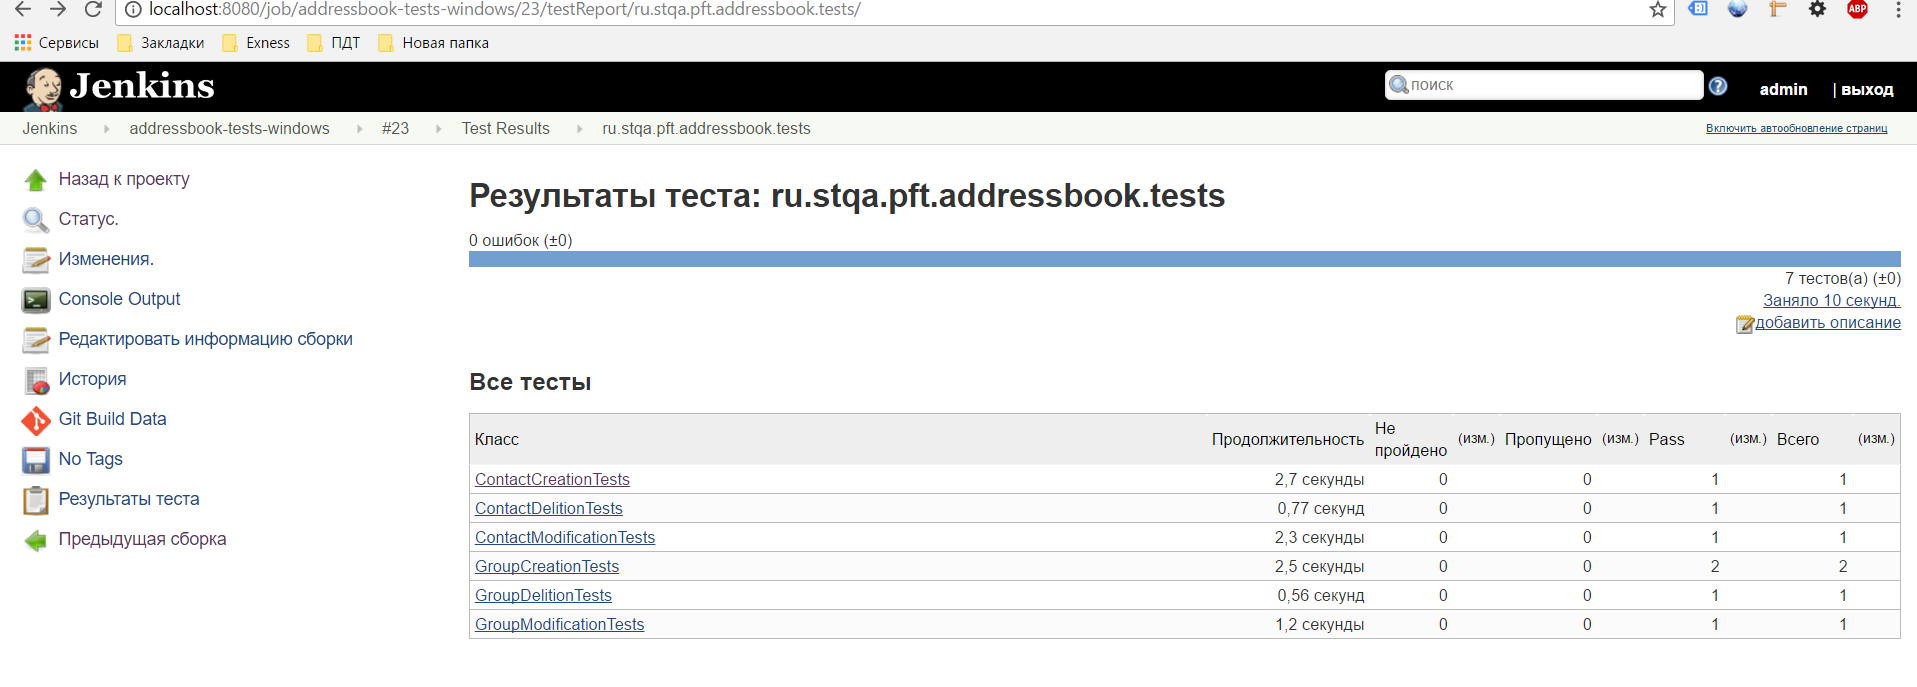 localhost:8080/job/addressbook-tests-windows/23/testReport/ru.stqa.pft.addressbook.tests/
ABP
Сервисы Закладки Exness ПДТ Новая папка
Jenkins поиск admin | выход
Jenkins addressbook-tests-windows #23 Test Results ru.stqa.pft.addressbook.tests Включить автообновление страниц
Назад к проекту
Статус.
Изменения.
Console Output
Редактировать информацию сборки
История
Git Build Data
No Tags
Результаты теста
Предыдущая сборка
Результаты теста: ru.stqa.pft.addressbook.tests
0 ошибок (±0)
7 тестов(а) (±0)
Заняло 10 секунд.
добавить описание
Все тесты
Класс Продолжительность Не пройдено (изм.) Пропущено (изм.) Pass (изм.) Всего (изм.)
ContactCreationTests 2,7 секунды 0 0 1 1
ContactDelitionTests 0,77 секунд 0 0 1 1
ContactModificationTests 2,3 секунды 0 0 1 1
GroupCreationTests 2,5 секунды 0 0 2 2
GroupDelitionTests 0,56 секунд 0 0 1 1
GroupModificationTests 1,2 секунды 0 0 1 1